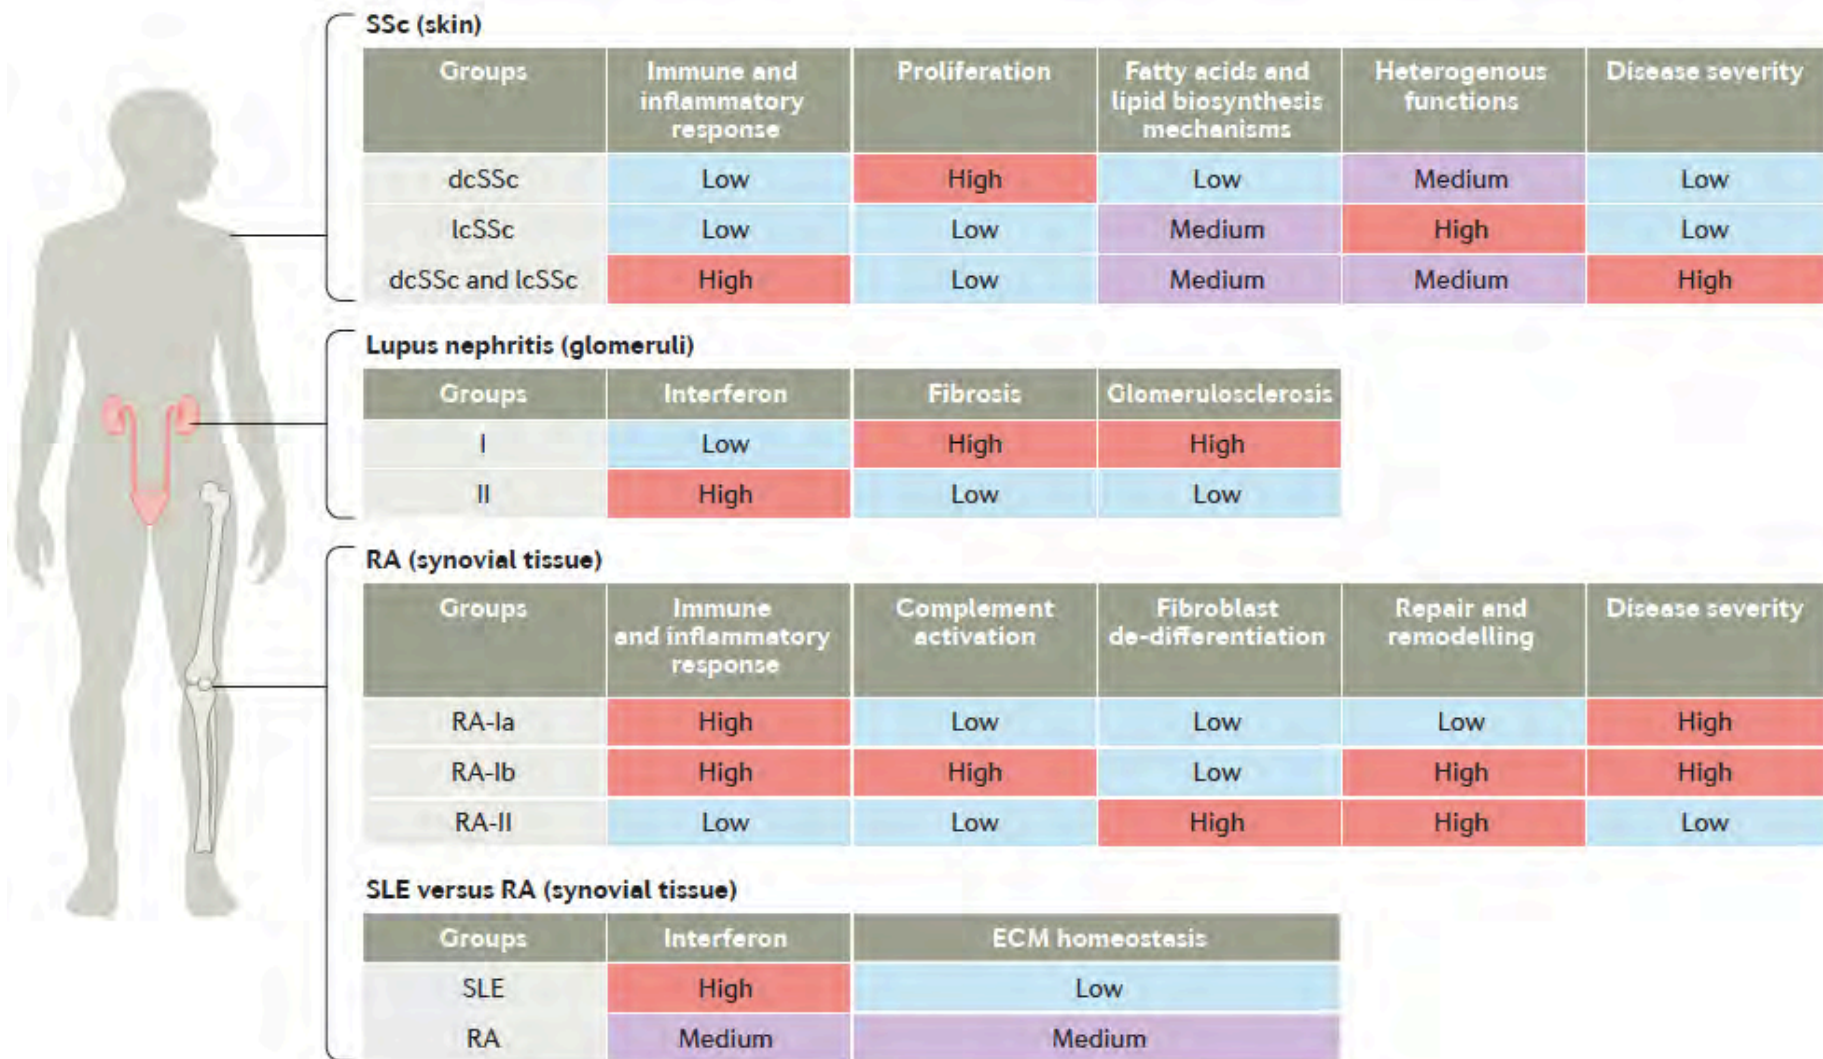 SSc (skin)
Groups
Immune and
inflammatory
response
Proliferation
Fatty acids and
lipid biosynthesis
mechanisms
Heterogenous
functions
Disease severity
dcSSc Low High Low Medium Low
lcSSc Low Low Medium High Low
dcSSc and lcSSc High Low Medium Medium High
Lupus nephritis (glomeruli)
Groups Interferon Fibrosis Glomerulosclerosis
I Low High High
II High Low Low
RA (synovial tissue)
Groups
Immune
and inflammatory
response
Complement
activation
Fibroblast
de-differentiation
Repair and
remodelling
Disease severity
RA-Ia High Low Low Low High
RA-Ib High High Low High High
RA-II Low Low High High Low
SLE versus RA (synovial tissue)
Groups Interferon ECM homeostasis
SLE High Low
RA Medium Medium